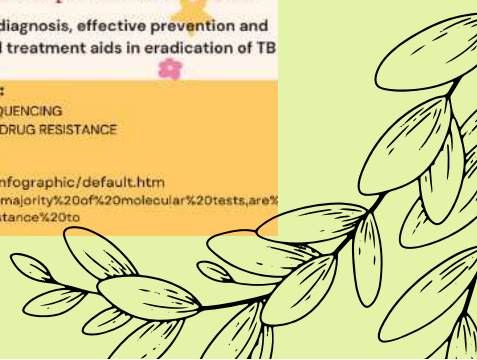 diagnosis, effective prevention and
treatment aids in eradication of TB
:
QUENCING
DRUG RESISTANCE
nfographic/default.htm
majority%20of%20molecular%20tests,are%
stance%20to